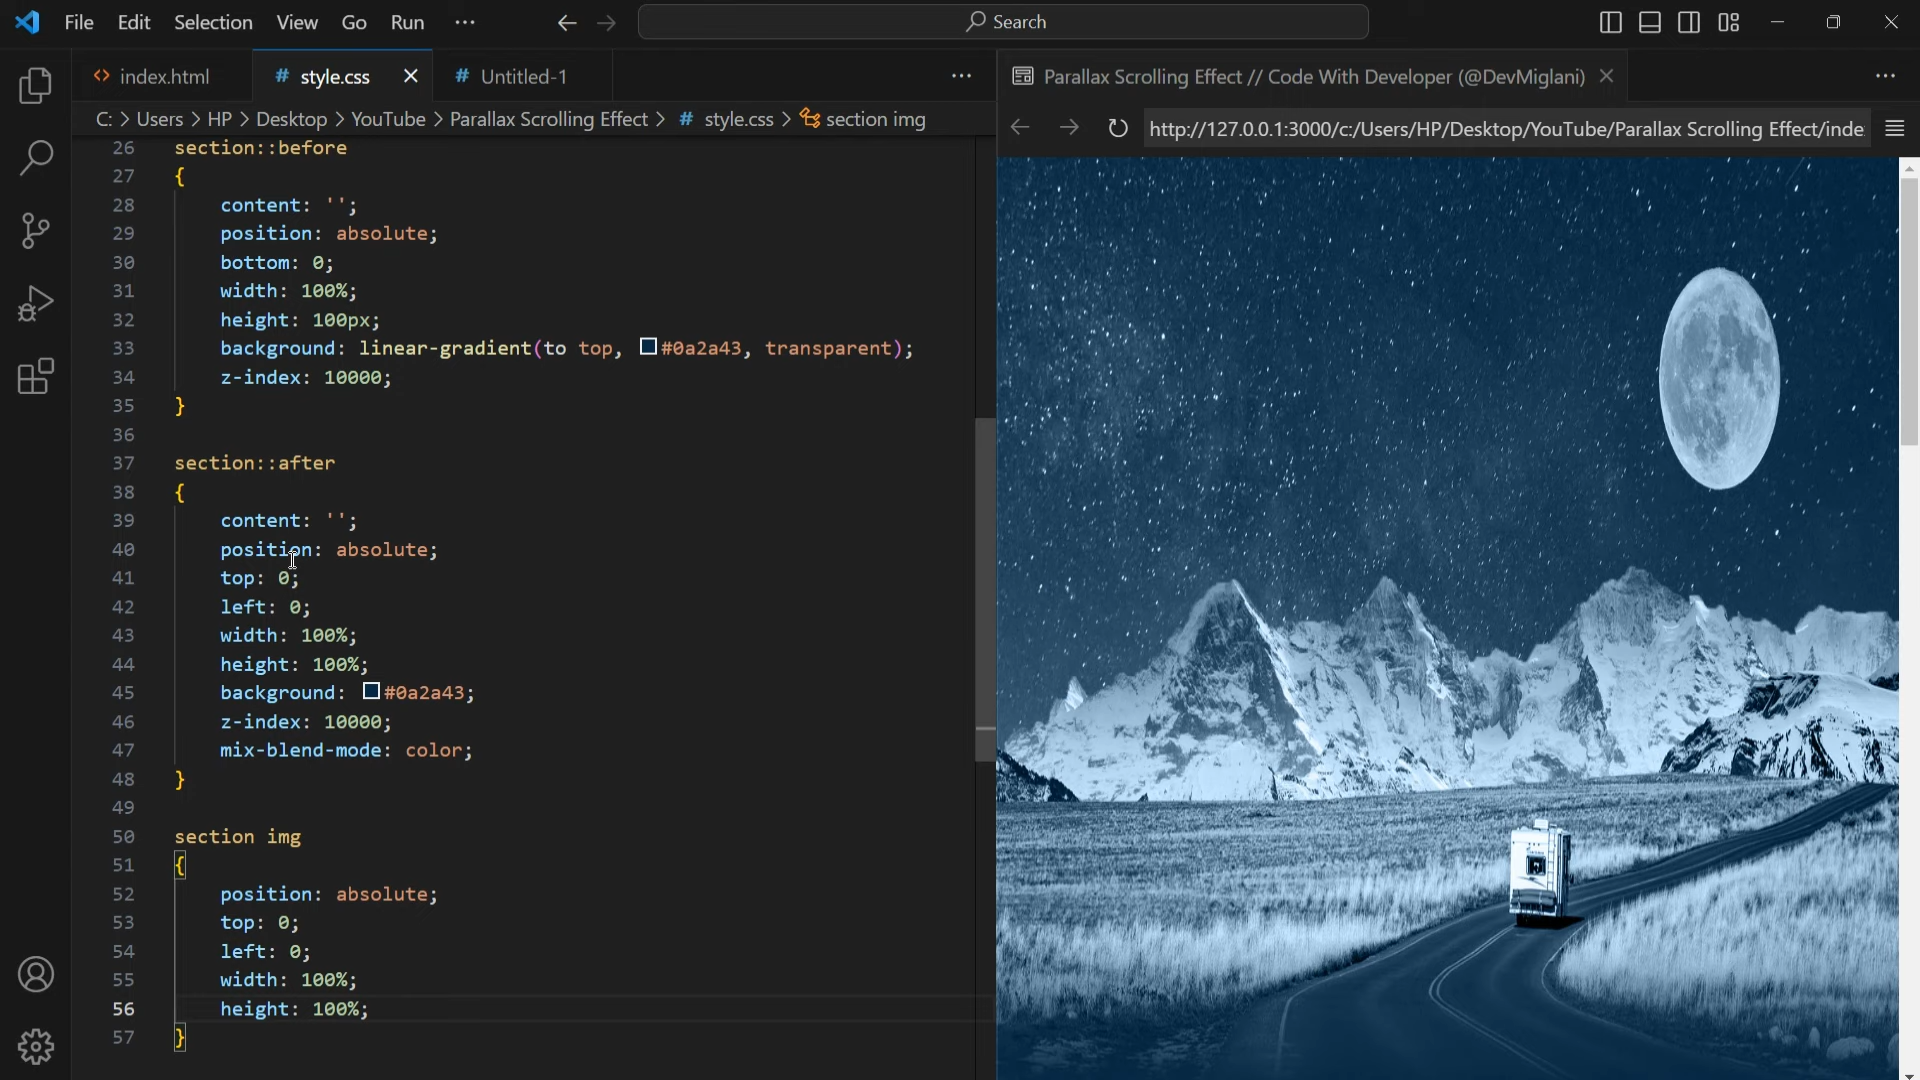 File Edit Selection View Go Run ··· Search
index.html # style.css # Untitled-1 ···
C: > Users > HP > Desktop > YouTube > Parallax Scrolling Effect > # style.css > section img
26 section::before
27 {
28 content: '';
29 position: absolute;
30 bottom: 0;
31 width: 100%;
32 height: 100px;
33 background: linear-gradient(to top, #0a2a43, transparent);
34 z-index: 10000;
35 }
36
37 section::after
38 {
39 content: '';
40 position: absolute;
41 top: 0;
42 left: 0;
43 width: 100%;
44 height: 100%;
45 background: #0a2a43;
46 z-index: 10000;
47 mix-blend-mode: color;
48 }
49
50 section img
51 {
52 position: absolute;
53 top: 0;
54 left: 0;
55 width: 100%;
56 height: 100%;
57 }
Parallax Scrolling Effect // Code With Developer (@DevMiglani) ···
http://127.0.0.1:3000/c:/Users/HP/Desktop/YouTube/Parallax Scrolling Effect/inde